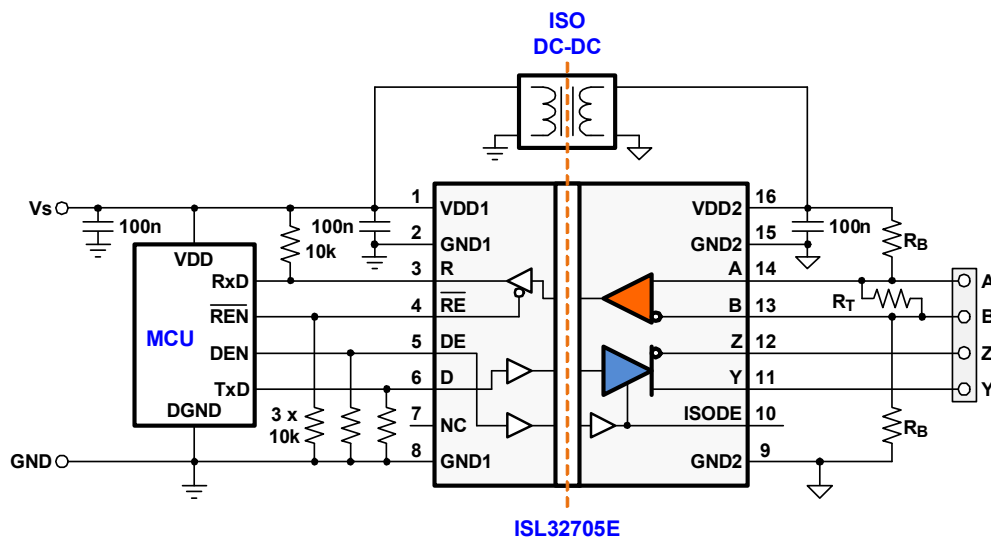 ISO
DC-DC
Vs
100n
10k
100n
1
VDD1
2
GND1
3
R
4
RE
5
DE
6
D
7
NC
8
GND1
VDD
RxD
REN
MCU
DEN
TxD
DGND
3 x
10k
GND
VDD2
16
GND2
15
A
14
B
13
Z
12
Y
11
ISODE
10
GND2
9
100n
RB
RT
RB
A
B
Z
Y
ISL32705E